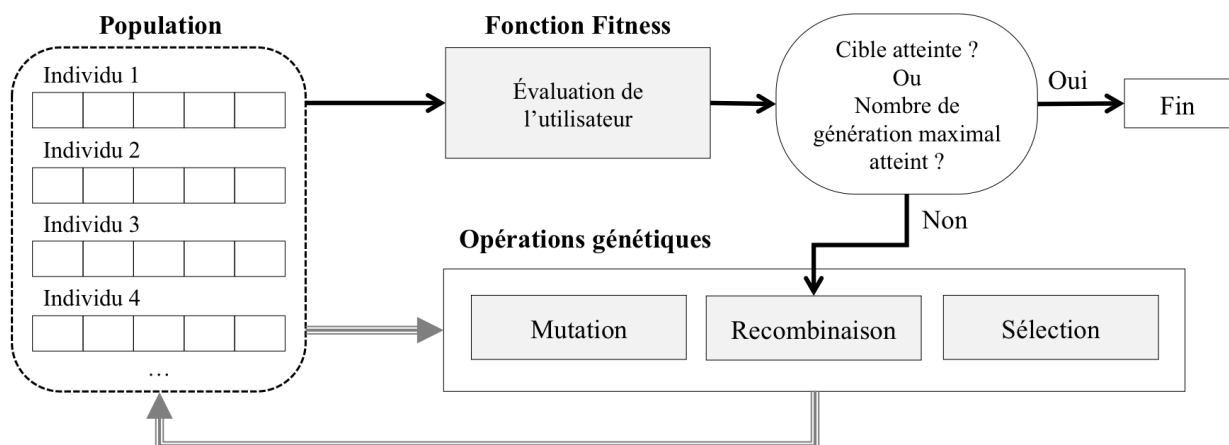 Population
Individu 1
Individu 2
Individu 3
Individu 4
...
Fonction Fitness
Évaluation de
l'utilisateur
Cible atteinte ?
Ou
Nombre de
génération maximal
atteint ?
Oui
Fin
Non
Opérations génétiques
Mutation
Recombinaison
Sélection